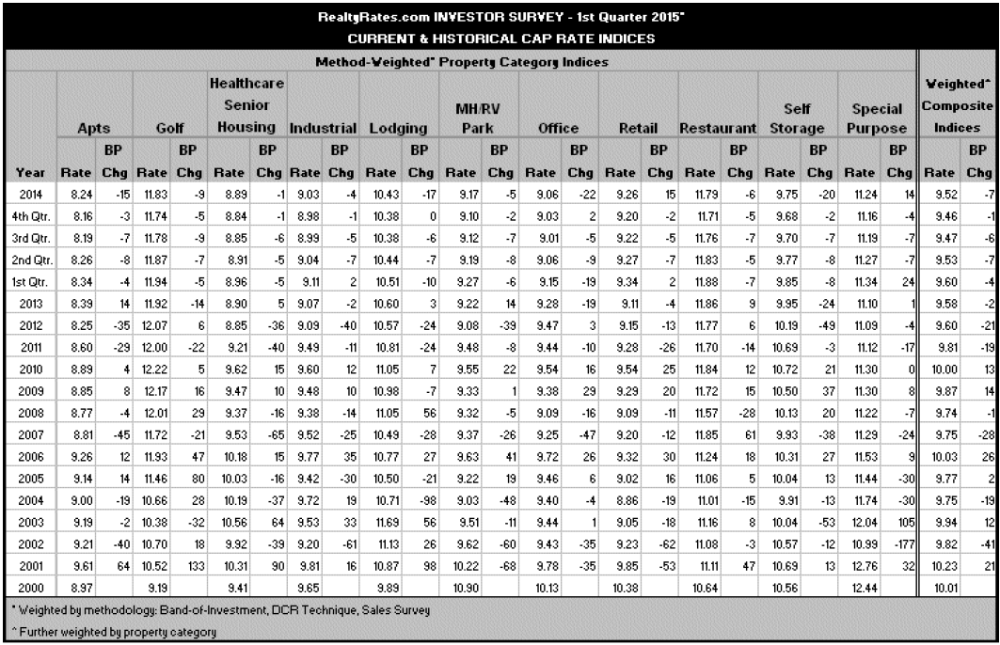 RealtyRates.com INVESTOR SURVEY - 1st Quarter 2015*
CURRENT & HISTORICAL CAP RATE INDICES
Method-Weighted* Property Category Indices
Year Apts Golf Healthcare Senior Housing Industrial Lodging MH/RV Park Office Retail Restaurant Self Storage Special Purpose Weighted^ Composite Indices
Rate BP Chg Rate BP Chg Rate BP Chg Rate BP Chg Rate BP Chg Rate BP Chg Rate BP Chg Rate BP Chg Rate BP Chg Rate BP Chg Rate BP Chg Rate BP Chg
2014 8.24 -15 11.83 -9 8.89 -1 9.03 -4 10.43 -17 9.17 -5 9.06 -22 9.26 15 11.79 -6 9.75 -20 11.24 14 9.52 -7
4th Qtr. 8.16 -3 11.74 -5 8.84 -1 8.98 -1 10.38 0 9.10 -2 9.03 2 9.20 -2 11.71 -5 9.68 -2 11.16 -4 9.46 -1
3rd Qtr. 8.19 -7 11.78 -9 8.85 -6 8.99 -5 10.38 -6 9.12 -7 9.01 -5 9.22 -5 11.76 -7 9.70 -7 11.19 -7 9.47 -6
2nd Qtr. 8.26 -8 11.87 -7 8.91 -5 9.04 -7 10.44 -7 9.19 -8 9.06 -9 9.27 -7 11.83 -5 9.77 -8 11.27 -7 9.53 -7
1st Qtr. 8.34 -4 11.94 -5 8.96 -5 9.11 2 10.51 -10 9.27 -6 9.15 -19 9.34 2 11.88 -7 9.85 -8 11.34 24 9.60 -4
2013 8.39 14 11.92 -14 8.90 5 9.07 -2 10.60 3 9.22 14 9.28 -19 9.11 -4 11.86 9 9.95 -24 11.10 1 9.58 -2
2012 8.25 -35 12.07 6 8.85 -36 9.09 -40 10.57 -24 9.08 -39 9.47 3 9.15 -13 11.77 6 10.19 -49 11.09 -4 9.60 -21
2011 8.60 -29 12.00 -22 9.21 -40 9.49 -11 10.81 -24 9.48 -8 9.44 -10 9.28 -26 11.70 -14 10.69 -3 11.12 -17 9.81 -19
2010 8.89 4 12.22 5 9.62 15 9.60 12 11.05 7 9.55 22 9.54 16 9.54 25 11.84 12 10.72 21 11.30 0 10.00 13
2009 8.85 8 12.17 16 9.47 10 9.48 10 10.98 -7 9.33 1 9.38 29 9.29 20 11.72 15 10.50 37 11.30 8 9.87 14
2008 8.77 -4 12.01 29 9.37 -16 9.38 -14 11.05 56 9.32 -5 9.09 -16 9.09 -11 11.57 -28 10.13 20 11.22 -7 9.74 -1
2007 8.81 -45 11.72 -21 9.53 -65 9.52 -25 10.49 -28 9.37 -26 9.25 -47 9.20 -12 11.85 61 9.93 -38 11.29 -24 9.75 -28
2006 9.26 12 11.93 47 10.18 15 9.77 35 10.77 27 9.63 41 9.72 26 9.32 30 11.24 18 10.31 27 11.53 9 10.03 26
2005 9.14 14 11.46 80 10.03 -16 9.42 -30 10.50 -21 9.22 19 9.46 6 9.02 16 11.06 5 10.04 13 11.44 -30 9.77 2
2004 9.00 -19 10.66 28 10.19 -37 9.72 19 10.71 -98 9.03 -48 9.40 -4 8.86 -19 11.01 -15 9.91 -13 11.74 -30 9.75 -19
2003 9.19 -2 10.38 -32 10.56 64 9.53 33 11.69 56 9.51 -11 9.44 1 9.05 -18 11.16 8 10.04 -53 12.04 105 9.94 12
2002 9.21 -40 10.70 18 9.92 -39 9.20 -61 11.13 26 9.62 -60 9.43 -35 9.23 -62 11.08 -3 10.57 -12 10.99 -177 9.82 -41
2001 9.61 64 10.52 133 10.31 90 9.81 16 10.87 98 10.22 -68 9.78 -35 9.85 -53 11.11 47 10.69 13 12.76 32 10.23 21
2000 8.97 9.19 9.41 9.65 9.89 10.90 10.13 10.38 10.64 10.56 12.44 10.01
* Weighted by methodology: Band-of-Investment, DCR Technique, Sales Survey
^ Further weighted by property category